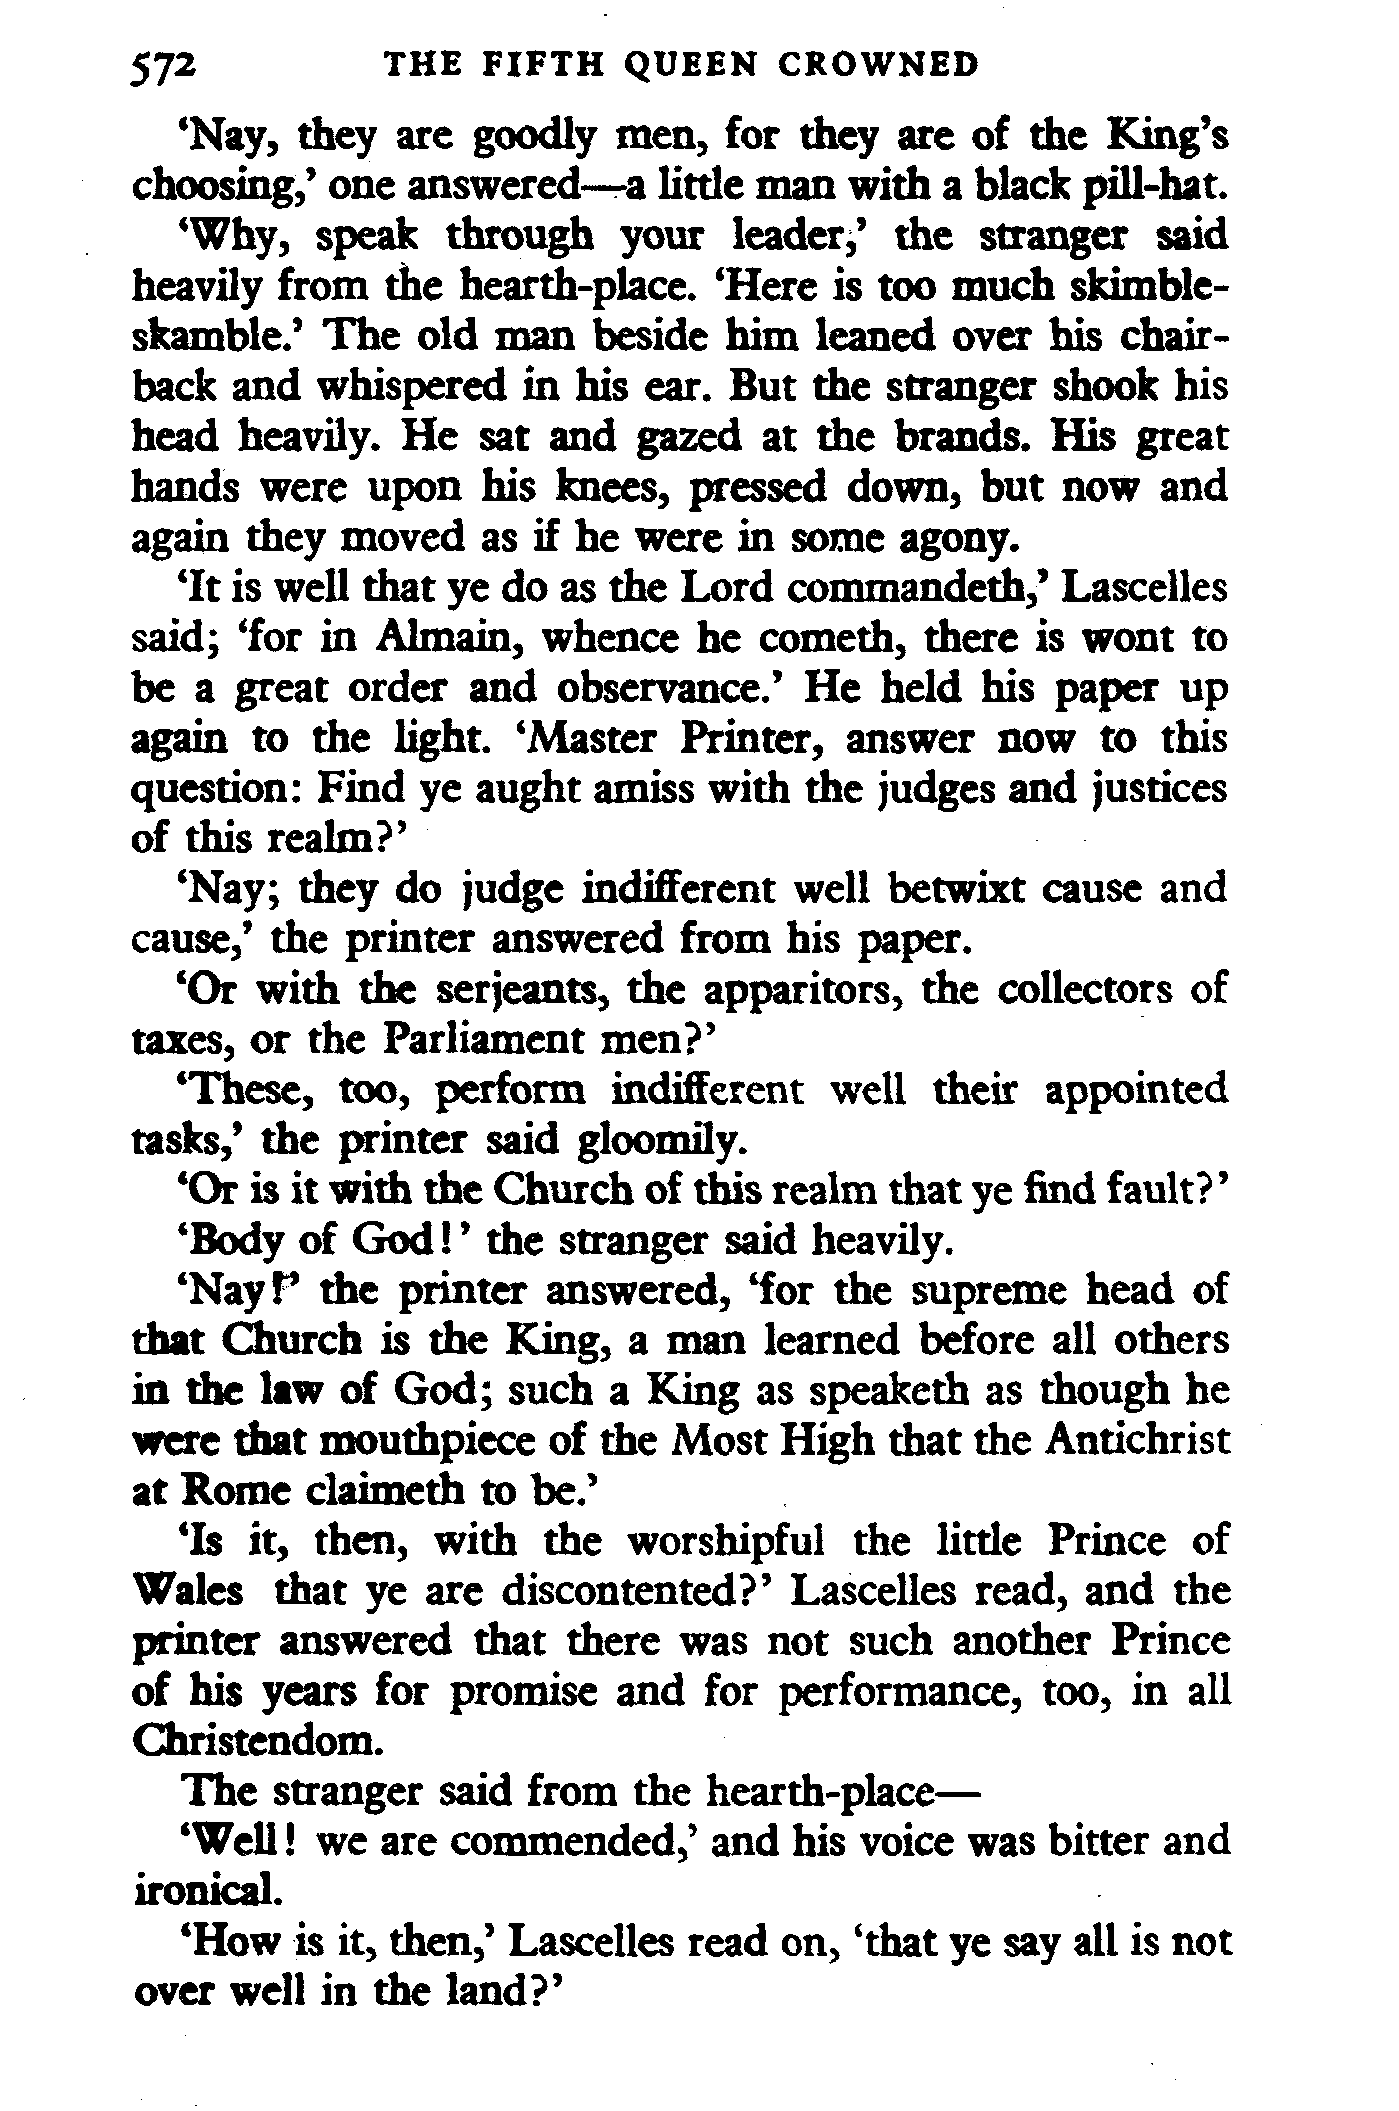 572 THE FIFTH QUEEN CROWNED
‘Nay, they are goodly men, for they are of the King’s
choosing,’ one answered—a little man with a black pill-hat.
‘Why, speak through your leader,’ the stranger said
heavily from the hearth-place. ‘Here is too much skimble-
skamble.’ The old man beside him leaned over his chair-
back and whispered in his ear. But the stranger shook his
head heavily. He sat and gazed at the brands. His great
hands were upon his knees, pressed down, but now and
again they moved as if he were in some agony.
‘It is well that ye do as the Lord commandeth,’ Lascelles
said; ‘for in Almain, whence he cometh, there is wont to
be a great order and observance.’ He held his paper up
again to the light. ‘Master Printer, answer now to this
question: Find ye aught amiss with the judges and justices
of this realm?’
‘Nay; they do judge indifferent well betwixt cause and
cause,’ the printer answered from his paper.
‘Or with the serjeants, the apparitors, the collectors of
taxes, or the Parliament men?’
‘These, too, perform indifferent well their appointed
tasks,’ the printer said gloomily.
‘Or is it with the Church of this realm that ye find fault?’
‘Body of God!’ the stranger said heavily.
‘Nay!’ the printer answered, ‘for the supreme head of
that Church is the King, a man learned before all others
in the law of God; such a King as speaketh as though he
were that mouthpiece of the Most High that the Antichrist
at Rome claimeth to be.’
‘Is it, then, with the worshipful the little Prince of
Wales that ye are discontented?’ Lascelles read, and the
printer answered that there was not such another Prince
of his years for promise and for performance, too, in all
Christendom.
The stranger said from the hearth-place—
‘Well! we are commended,’ and his voice was bitter and
ironical.
‘How is it, then,’ Lascelles read on, ‘that ye say all is not
over well in the land?’